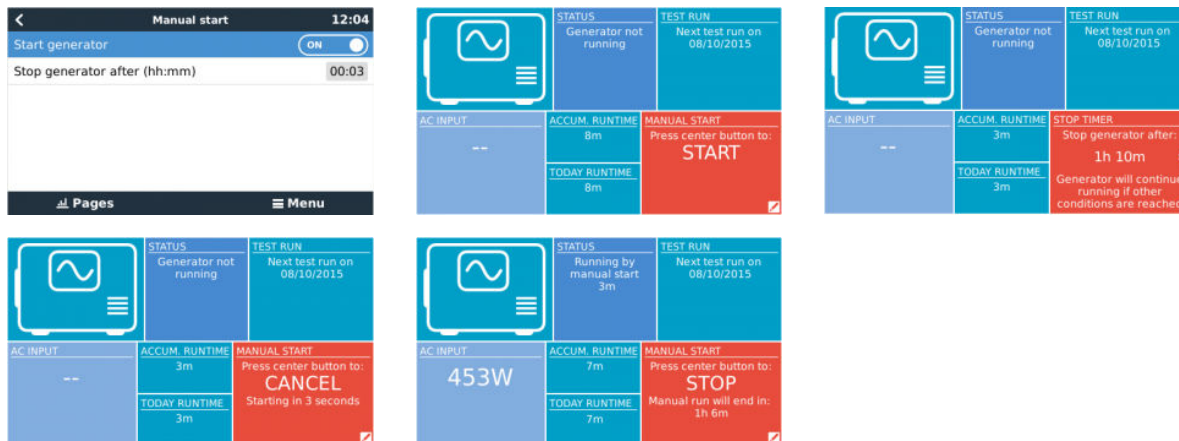 Manual start 12:04
Start generator ON
Stop generator after (hh:mm) 00:03
Pages Menu
STATUS
Generator not
running
TEST RUN
Next test run on
08/10/2015
AC INPUT
--
ACCUM. RUNTIME
8m
TODAY RUNTIME
8m
MANUAL START
Press center button to:
START
STATUS
Generator not
running
TEST RUN
Next test run on
08/10/2015
AC INPUT
--
ACCUM. RUNTIME
3m
TODAY RUNTIME
3m
STOP TIMER
Stop generator after:
1h 10m
Generator will continue
running if other
conditions are reached
STATUS
Generator not
running
TEST RUN
Next test run on
08/10/2015
AC INPUT
--
ACCUM. RUNTIME
3m
TODAY RUNTIME
3m
MANUAL START
Press center button to:
CANCEL
Starting in 3 seconds
STATUS
Running by
manual start
3m
TEST RUN
Next test run on
08/10/2015
AC INPUT
453W
ACCUM. RUNTIME
7m
TODAY RUNTIME
7m
MANUAL START
Press center button to:
STOP
Manual run will end in:
1h 6m